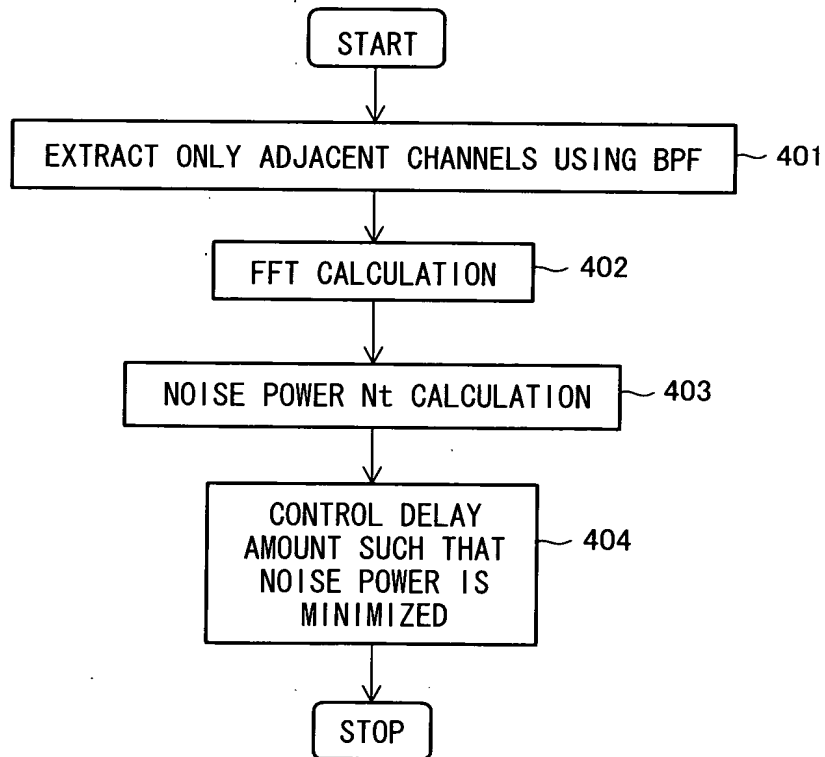 START
EXTRACT ONLY ADJACENT CHANNELS USING BPF
401
FFT CALCULATION
402
NOISE POWER Nt CALCULATION
403
CONTROL DELAY
AMOUNT SUCH THAT
NOISE POWER IS
MINIMIZED
404
STOP